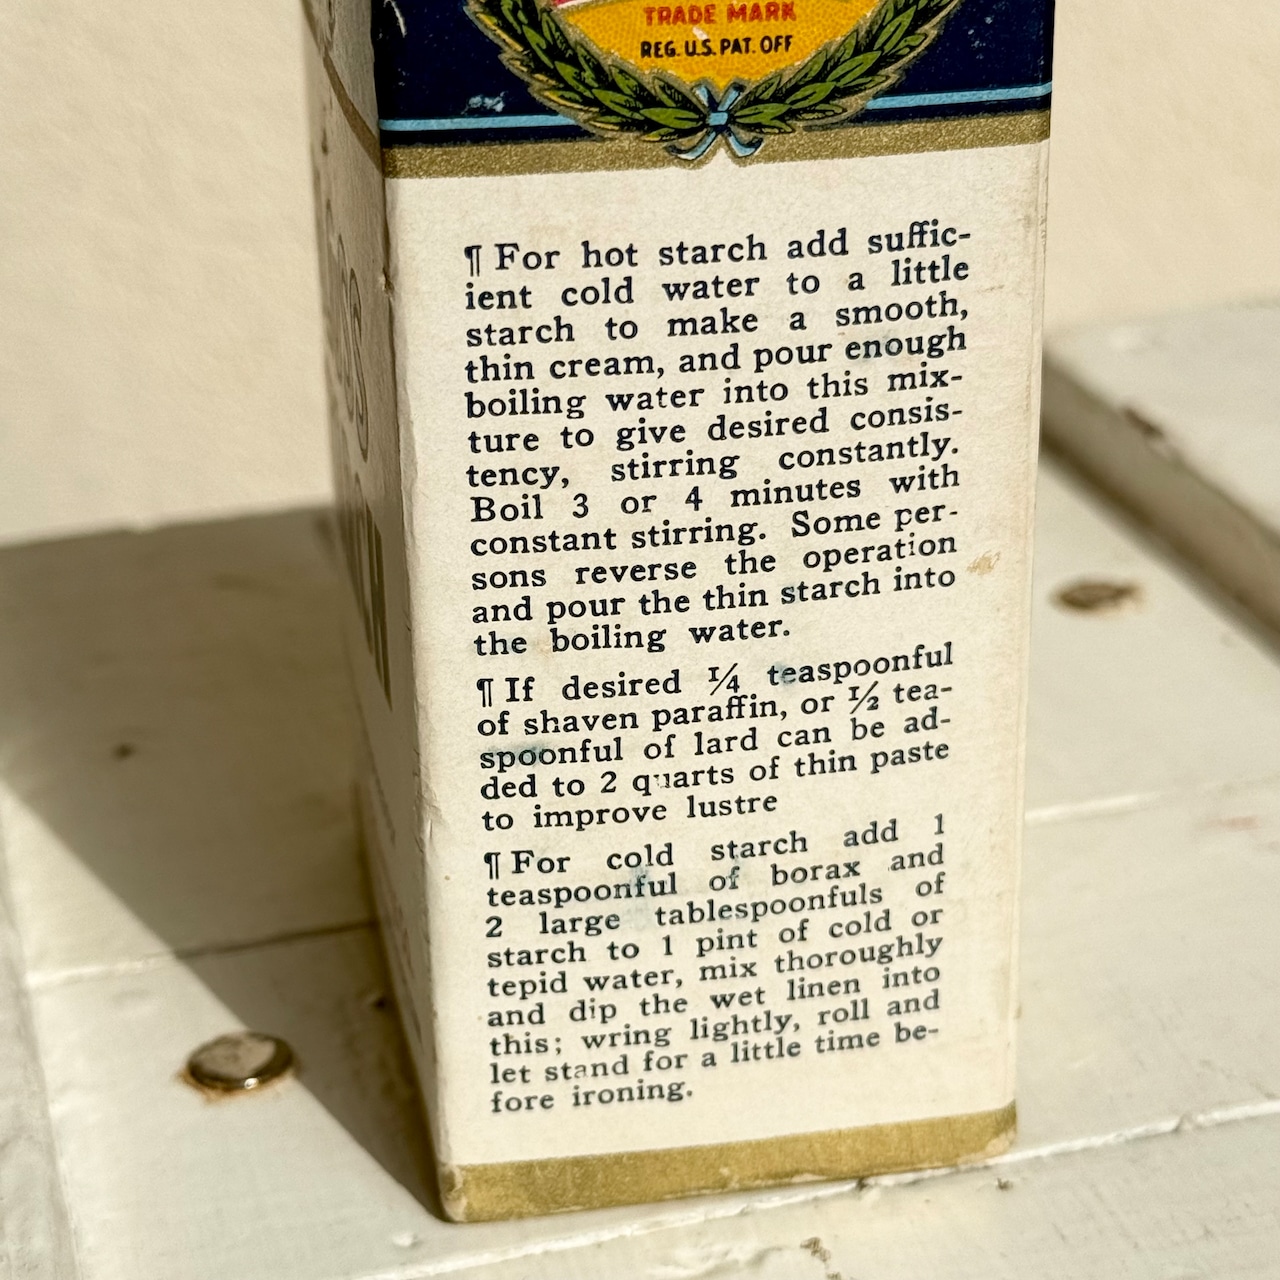 TRADE MARK
REG. U.S. PAT. OFF
¶ For hot starch add suffic-
ient cold water to a little
starch to make a smooth,
thin cream, and pour enough
boiling water into this mix-
ture to give desired consis-
tency, stirring constantly.
Boil 3 or 4 minutes with
constant stirring. Some per-
sons reverse the operation
and pour the thin starch into
the boiling water.
¶ If desired 1/4 teaspoonful
of shaven paraffin, or 1/2 tea-
spoonful of lard can be ad-
ded to 2 quarts of thin paste
to improve lustre
¶ For cold starch add 1
teaspoonful of borax and
2 large tablespoonfuls of
starch to 1 pint of cold or
tepid water, mix thoroughly
and dip the wet linen into
this; wring lightly, roll and
let stand for a little time be-
fore ironing.